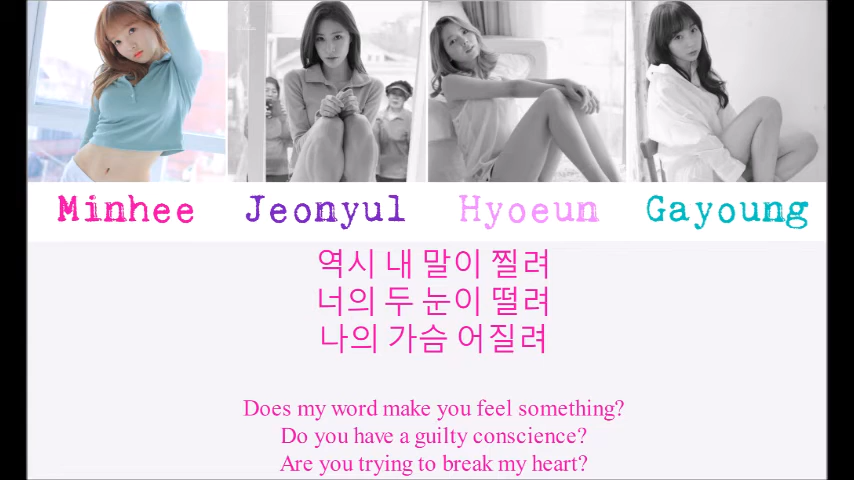 Minhee Jeonyul Hyoeun Gayoung
역시 내 말이 찔려
너의 두 눈이 떨려
나의 가슴 어질려
Does my word make you feel something?
Do you have a guilty conscience?
Are you trying to break my heart?